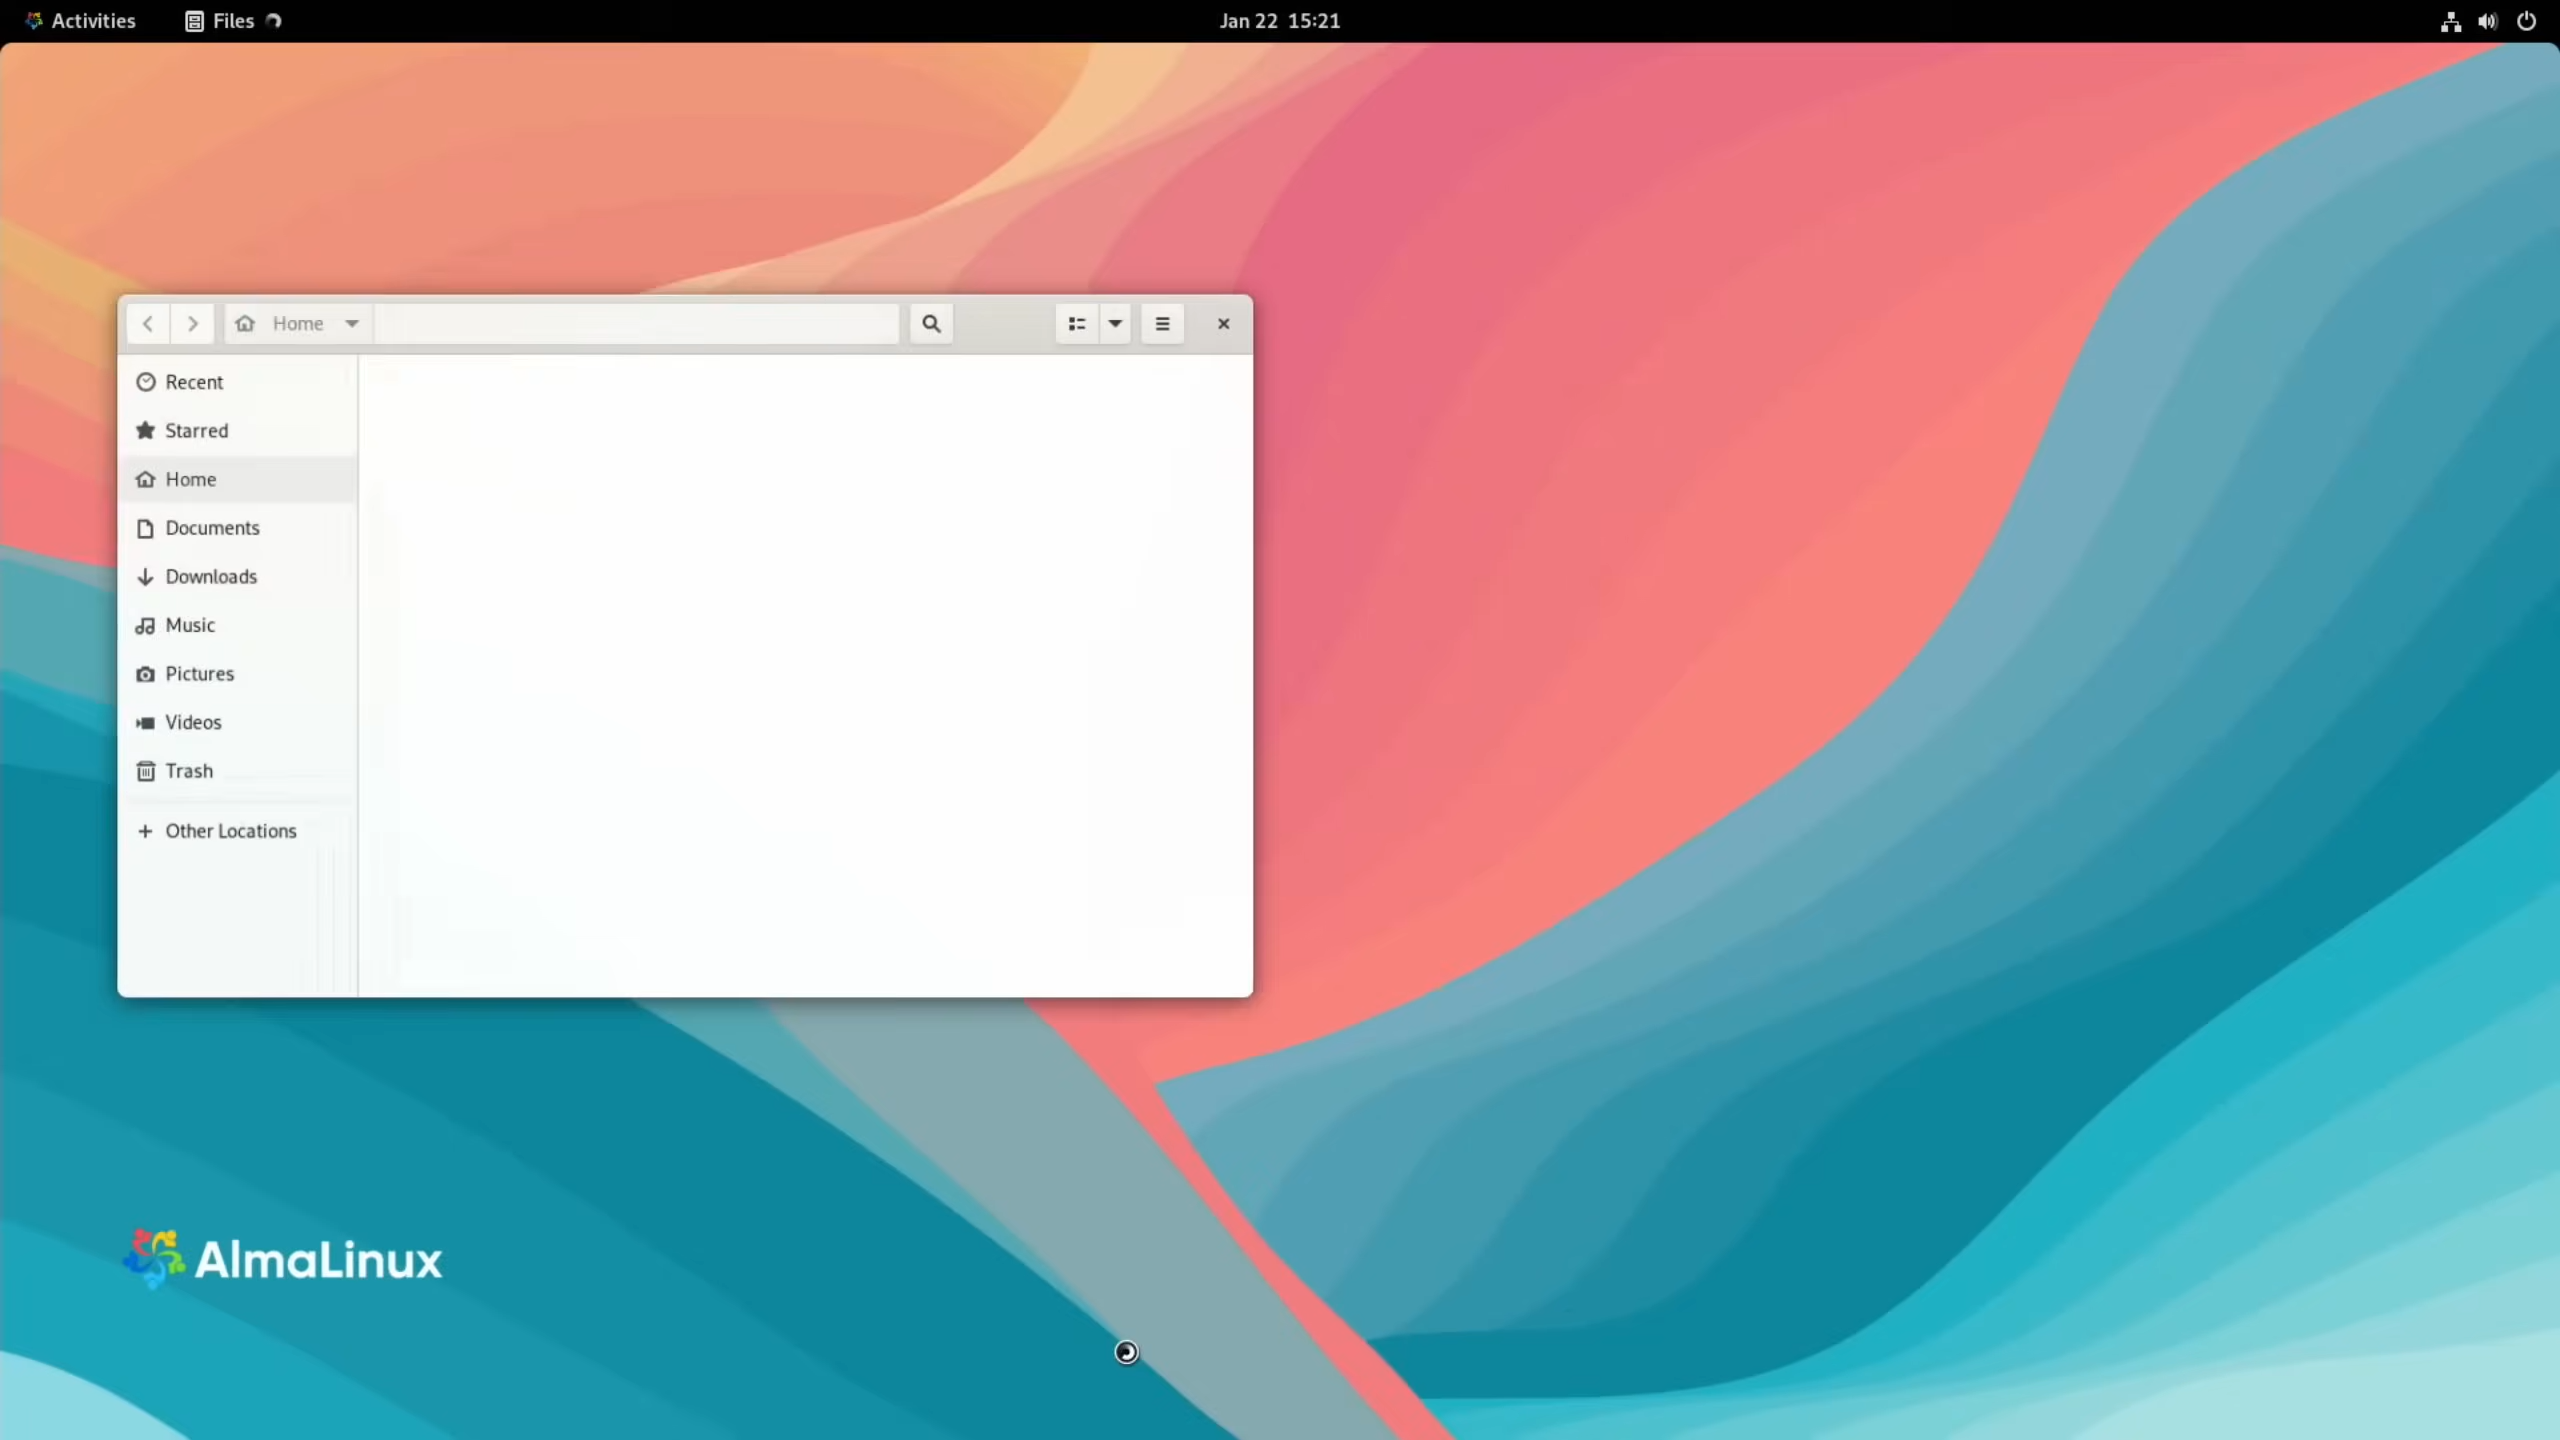 Activities Files Jan 22 15:21
Home
Recent
Starred
Home
Documents
Downloads
Music
Pictures
Videos
Trash
Other Locations
AlmaLinux